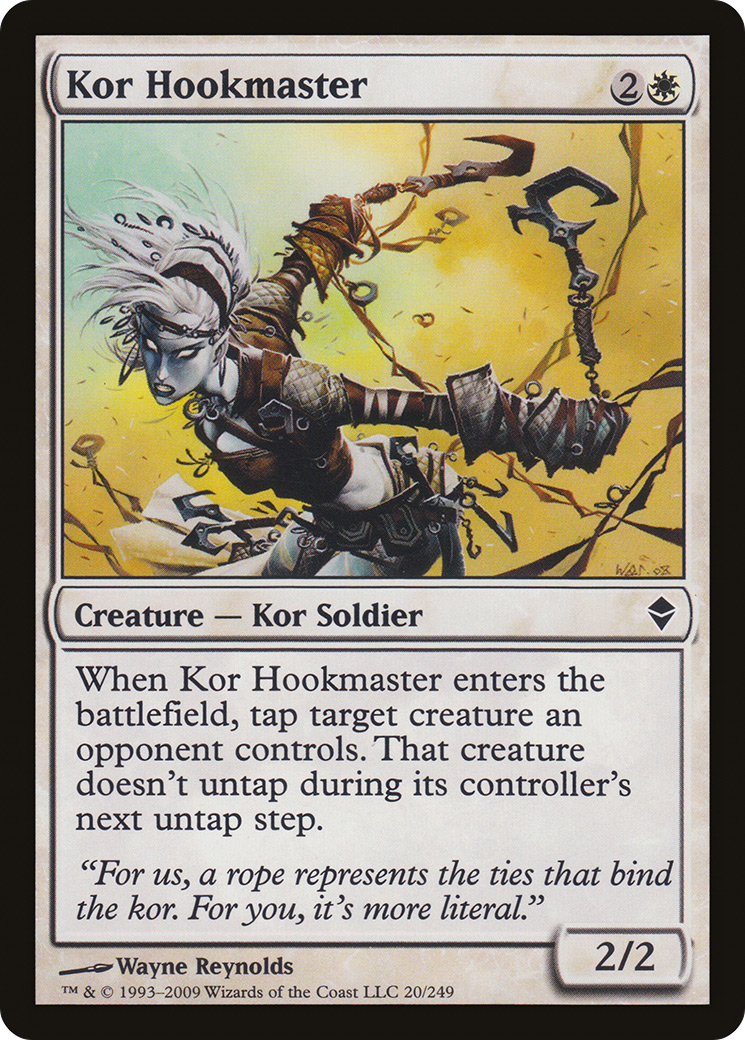 Kor Hookmaster
2
Creature — Kor Soldier
When Kor Hookmaster enters the
battlefield, tap target creature an
opponent controls. That creature
doesn't untap during its controller's
next untap step.
“For us, a rope represents the ties that bind
the kor. For you, it's more literal.”
2/2
Wayne Reynolds
™ & © 1993–2009 Wizards of the Coast LLC 20/249